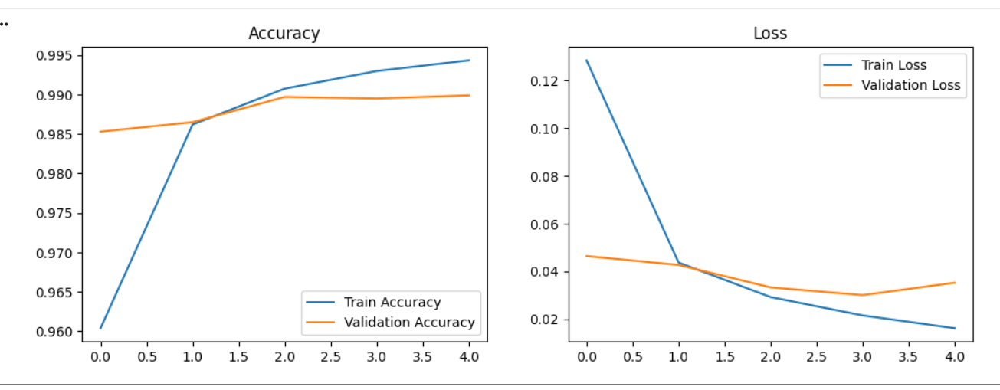 ..
Accuracy
0.995
0.990
0.985
0.980
0.975
0.970
0.965
0.960
Train Accuracy
Validation Accuracy
0.0 0.5 1.0 1.5 2.0 2.5 3.0 3.5 4.0
Loss
Train Loss
Validation Loss
0.12
0.10
0.08
0.06
0.04
0.02
0.0 0.5 1.0 1.5 2.0 2.5 3.0 3.5 4.0